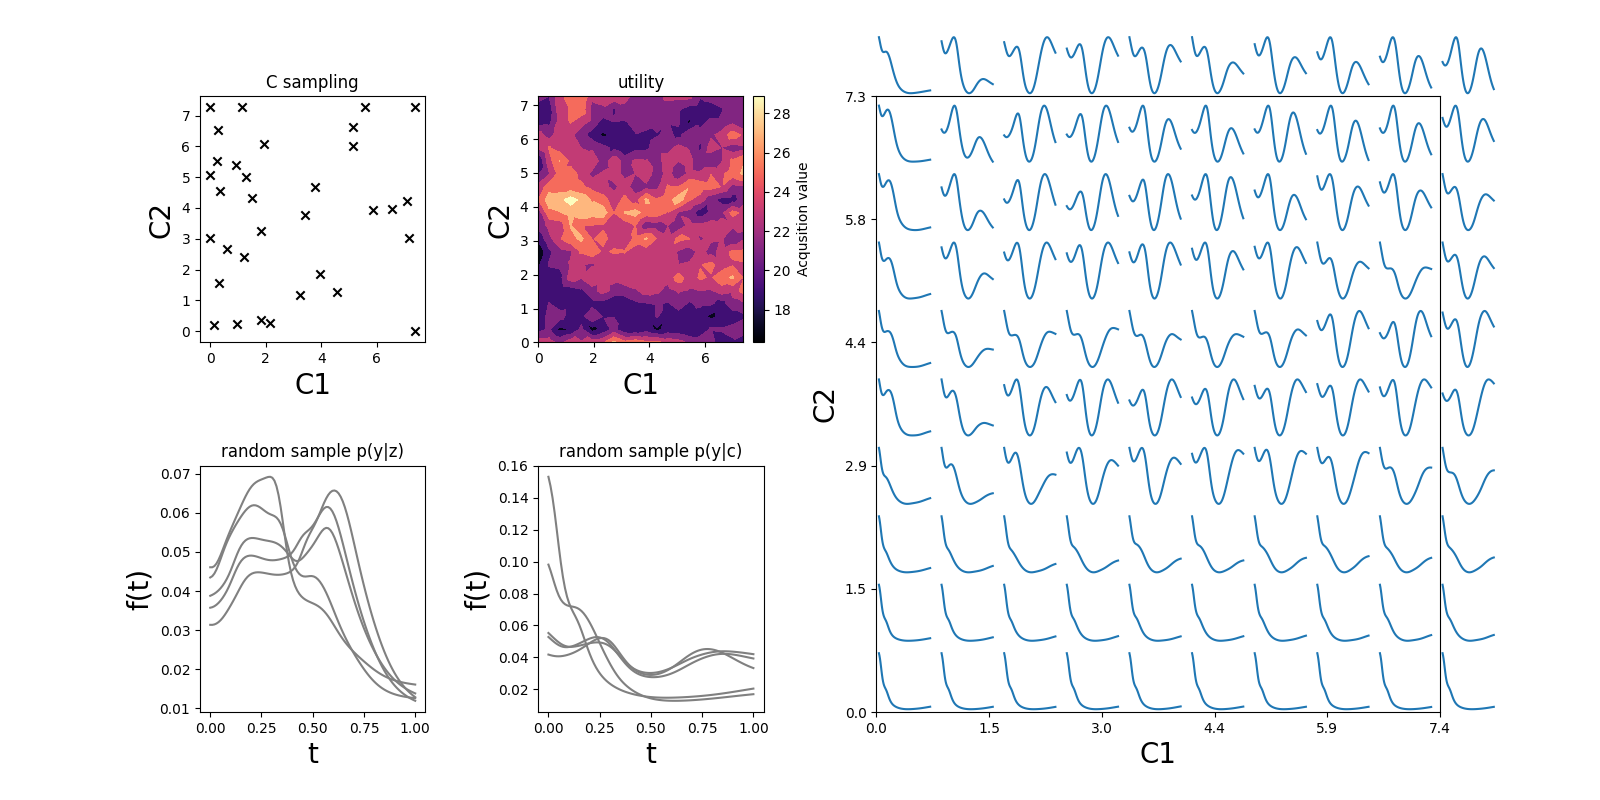 C sampling
7
6
5
4
3
2
1
0
C2
0
2
4
6
C1
utility
7
6
5
4
3
2
1
0
C2
0
2
4
6
C1
28
26
24
22
20
18
Acqusition value
random sample p(y|z)
0.07
0.06
0.05
0.04
0.03
0.02
0.01
f(t)
0.00 0.25 0.50 0.75 1.00
t
random sample p(y|c)
0.16
0.14
0.12
0.10
0.08
0.06
0.04
0.02
f(t)
0.00 0.25 0.50 0.75 1.00
t
7.3
5.8
4.4
2.9
1.5
0.0
C2
0.0 1.5 3.0 4.4 5.9 7.4
C1